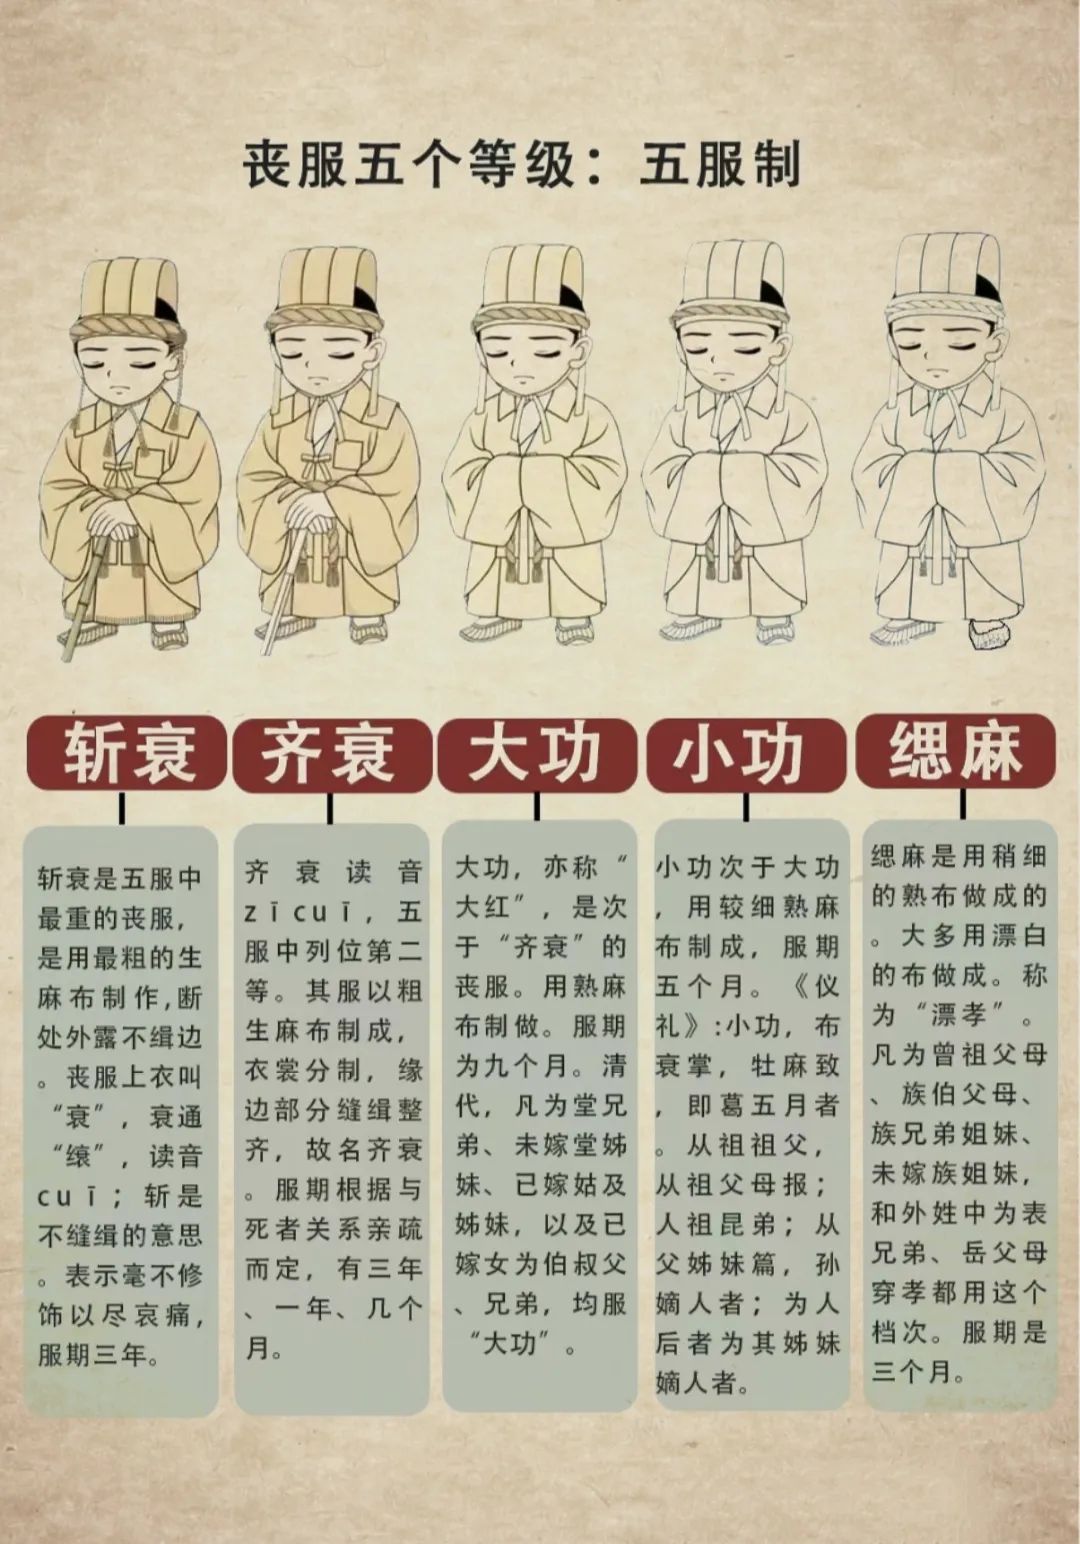 丧服五个等级：五服制
斩衰
齐衰
大功
小功
缌麻
斩衰是五服中
最重的丧服，
是用最粗的生
麻布制作,断
处外露不缉边
。丧服上衣叫
“衰”，衰通
“缞”，读音
cuī；斩是
不缝缉的意思
。表示毫不修
饰以尽哀痛，
服期三年。
齐衰读音
zīcuī，五
服中列位第二
等。其服以粗
生麻布制成，
衣裳分制，缘
边部分缝缉整
齐，故名齐衰
。服期根据与
死者关系亲疏
而定，有三年
、一年、几个
月。
大功，亦称“
大红”，是次
于“齐衰”的
丧服。用熟麻
布制做。服期
为九个月。清
代，凡为堂兄
弟、未嫁堂姊
妹、已嫁姑及
姊妹，以及已
嫁女为伯叔父
、兄弟，均服
“大功”。
小功次于大功
，用较细熟麻
布制成，服期
五个月。《仪
礼》:小功，布
衰掌，牡麻致
，即葛五月者
。从祖祖父，
从祖父母报；
人祖昆弟；从
父姊妹篇，孙
嫡人者；为人
后者为其姊妹
嫡人者。
缌麻是用稍细
的熟布做成的
。大多用漂白
的布做成。称
为“漂孝”。
凡为曾祖父母
、族伯父母、
族兄弟姐妹、
未嫁族姐妹，
和外姓中为表
兄弟、岳父母
穿孝都用这个
档次。服期是
三个月。